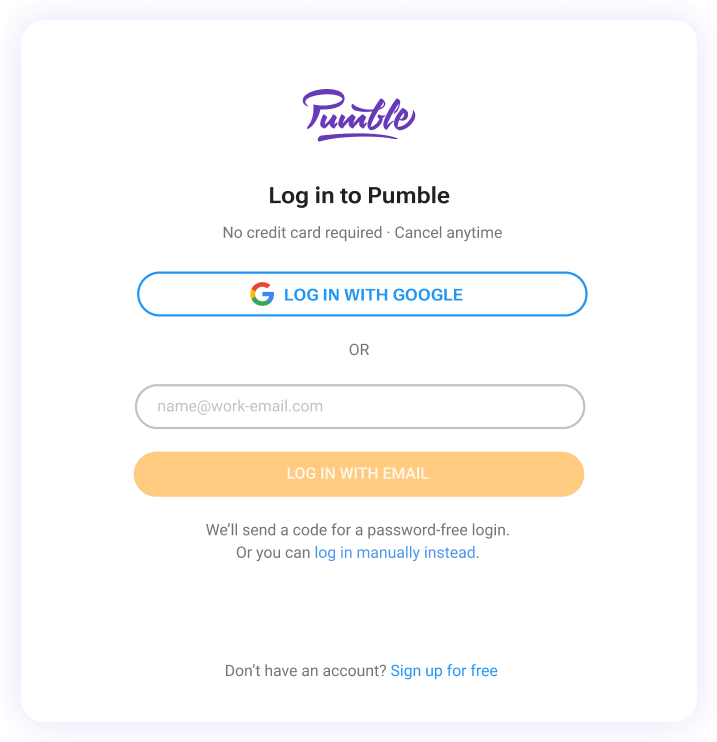 Pumble
Log in to Pumble
No credit card required · Cancel anytime
LOG IN WITH GOOGLE
OR
name@work-email.com
LOG IN WITH EMAIL
We’ll send a code for a password-free login.
Or you can log in manually instead.
Don’t have an account? Sign up for free